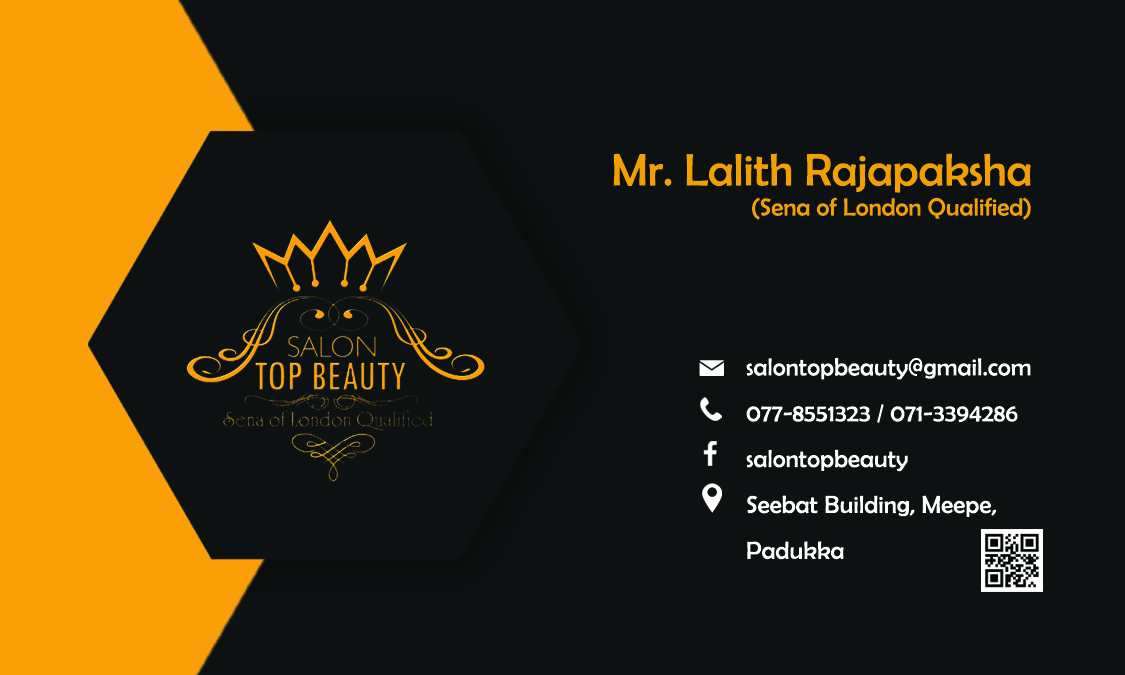 SALON
TOP BEAUTY
Sena of London Qualified
Mr. Lalith Rajapaksha
(Sena of London Qualified)
salontopbeauty@gmail.com
077-8551323 / 071-3394286
salontopbeauty
Seebat Building, Meepe,
Padukka